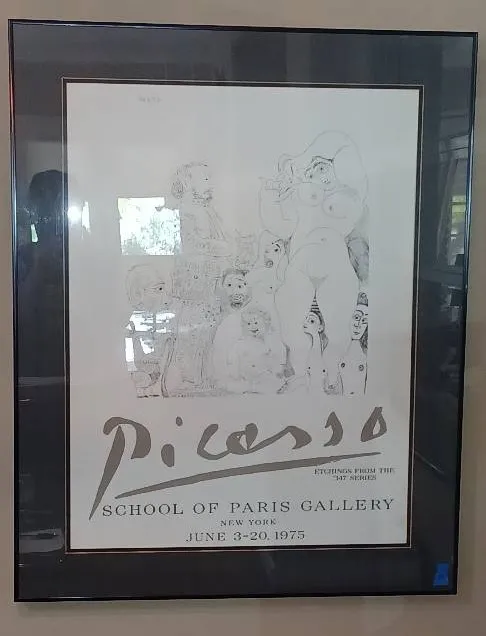 Picasso
ETCHINGS FROM THE
'347 SERIES
SCHOOL OF PARIS GALLERY
NEW YORK
JUNE 3-20, 1975